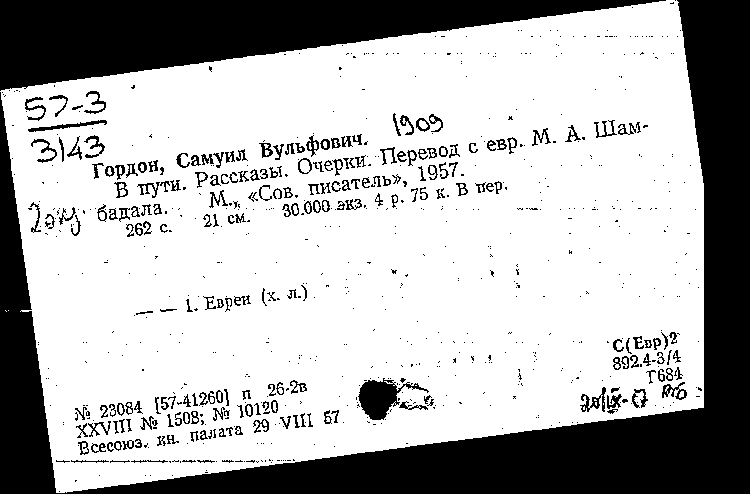 57-3
3143
Гордон, Самуил Вульфович. 1909
В пути. Рассказы. Очерки. Перевод с евр. М. А. Шам-
бадала. М., «Сов. писатель», 1957.
262 с. 21 см. 30.000 экз. 4 р. 75 к. В пер.
— — 1. Евреи (х. л.)
С(Евр)2
892.4-3/4
Г684
№ 23084 [57-41260] п 26-2в
XXVIII № 1508; № 10120
Всесоюз. кн. палата 29 VIII 57